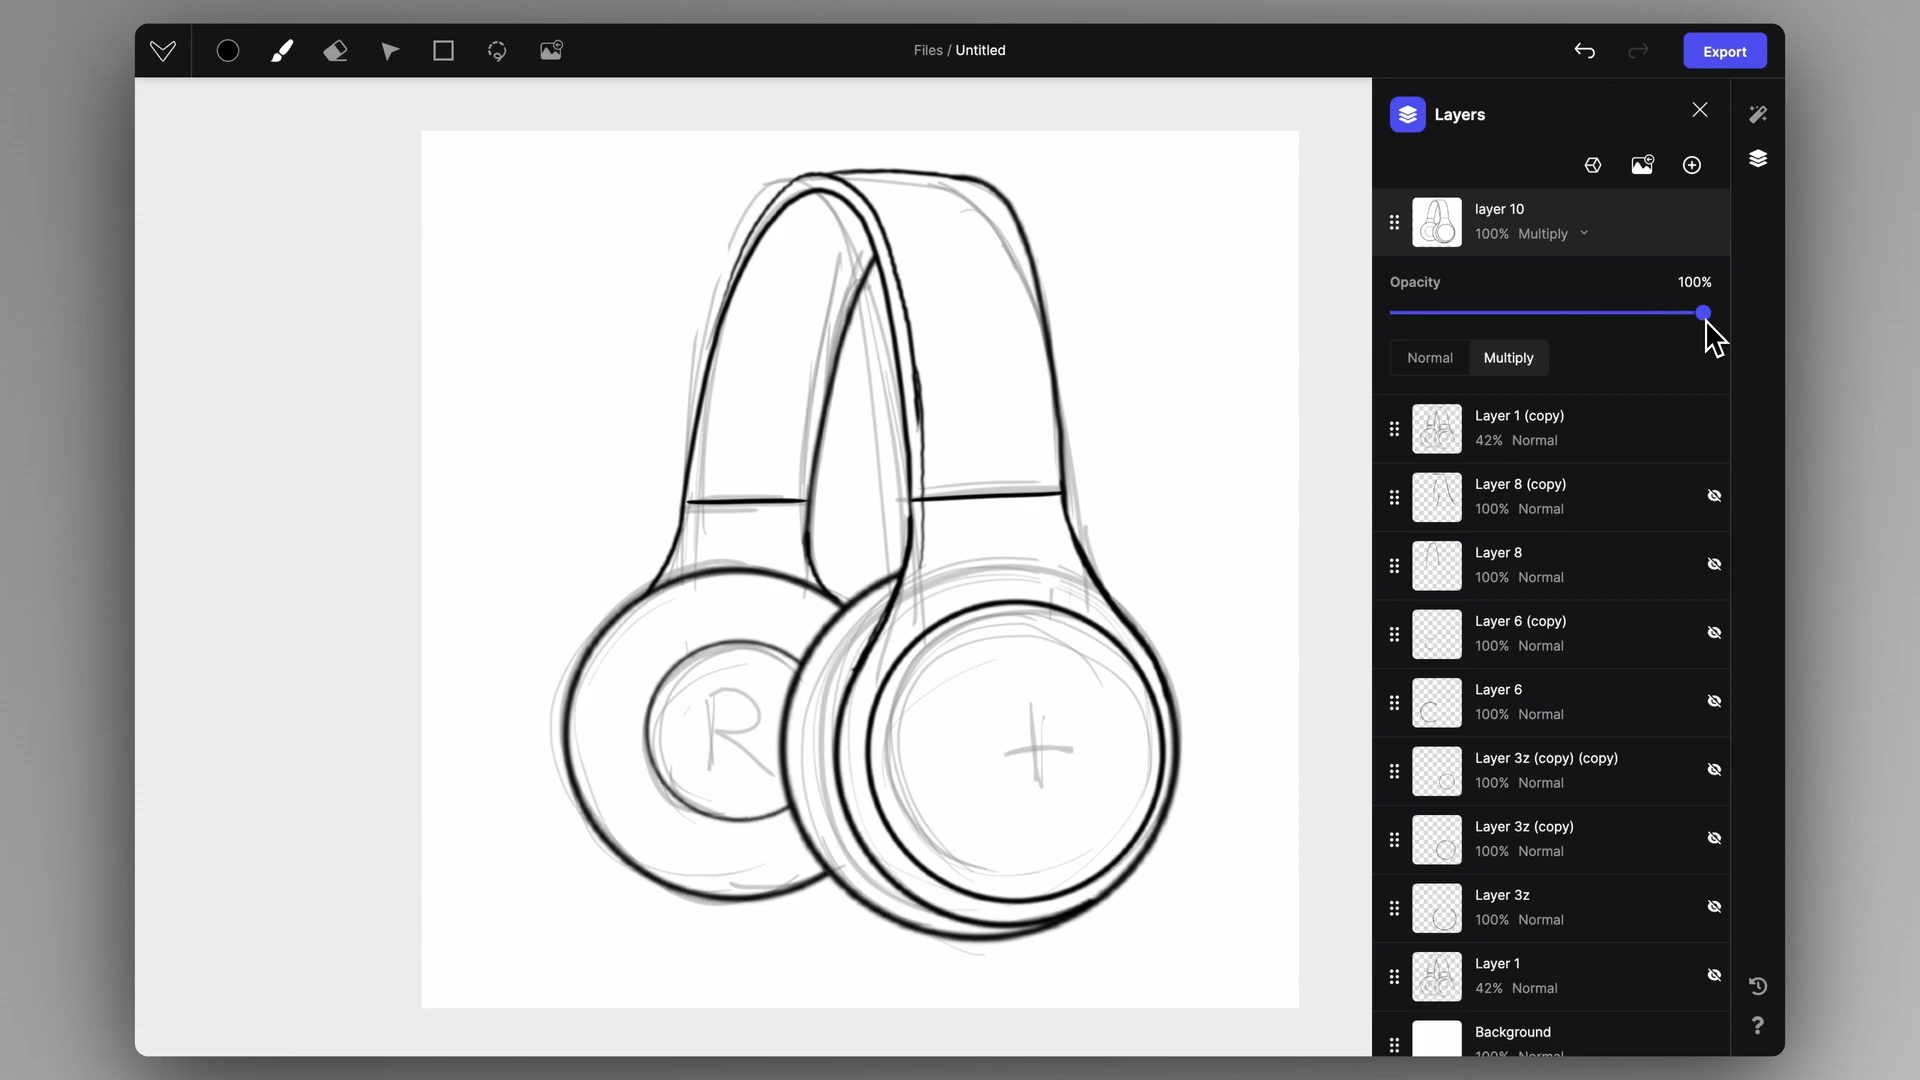 Files / Untitled
Export
Layers
layer 10
100% Multiply
Opacity 100%
Normal Multiply
Layer 1 (copy)
42% Normal
Layer 8 (copy)
100% Normal
Layer 8
100% Normal
Layer 6 (copy)
100% Normal
Layer 6
100% Normal
Layer 3z (copy) (copy)
100% Normal
Layer 3z (copy)
100% Normal
Layer 3z
100% Normal
Layer 1
42% Normal
Background
100% Normal
R
+
?